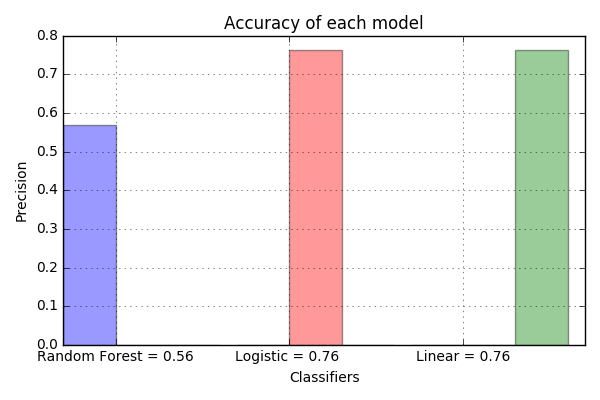 Accuracy of each model
0.8
0.7
0.6
0.5
0.4
0.3
0.2
0.1
0.0
Precision
Random Forest = 0.56 Logistic = 0.76 Linear = 0.76
Classifiers